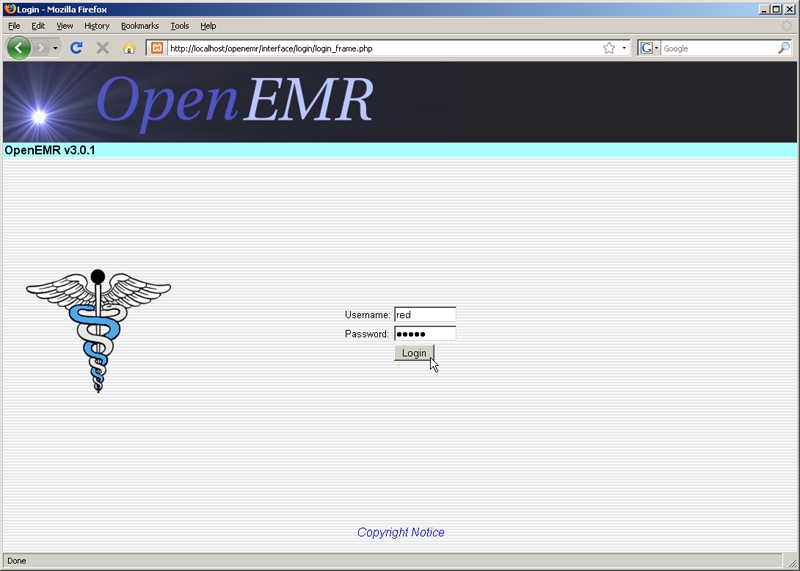 Login - Mozilla Firefox
File Edit View History Bookmarks Tools Help
http://localhost/openemr/interface/login/login_frame.php
G Google
OpenEMR
OpenEMR v3.0.1
Username: red
Password: ●●●●●
Login
Copyright Notice
Done